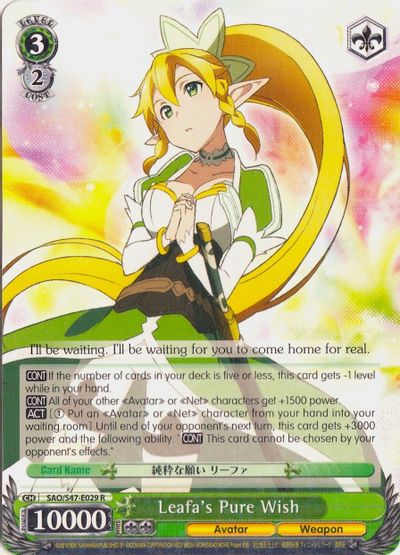 LEVEL
3
2
COST
I'll be waiting. I'll be waiting for you to come home for real.
CONT If the number of cards in your deck is five or less, this card gets -1 level
while in your hand.
CONT All of your other «Avatar» or «Net» characters get +1500 power.
ACT [① Put an «Avatar» or «Net» character from your hand into your
waiting room] Until end of your opponent's next turn, this card gets +3000
power and the following ability. "CONT This card cannot be chosen by your
opponent's effects."
Card Name 純粋な願い リーファ
CH SAO/S47-E029 R
Leafa's Pure Wish
POWER 10000
Avatar Weapon